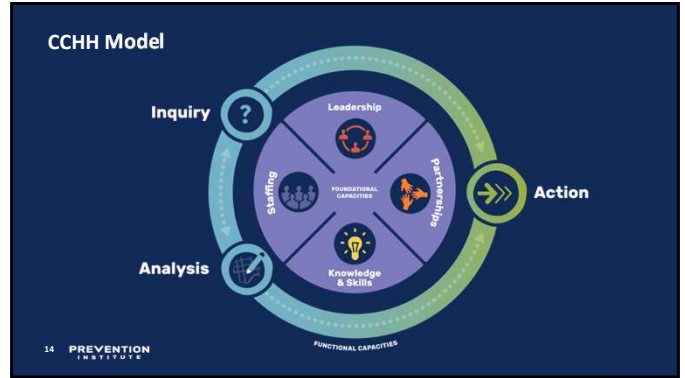 CCHH Model
Inquiry
?
Leadership
Staffing
FOUNDATIONAL
CAPACITIES
Partnerships
Action
Analysis
Knowledge
& Skills
FUNCTIONAL CAPACITIES
14 PREVENTION
INSTITUTE